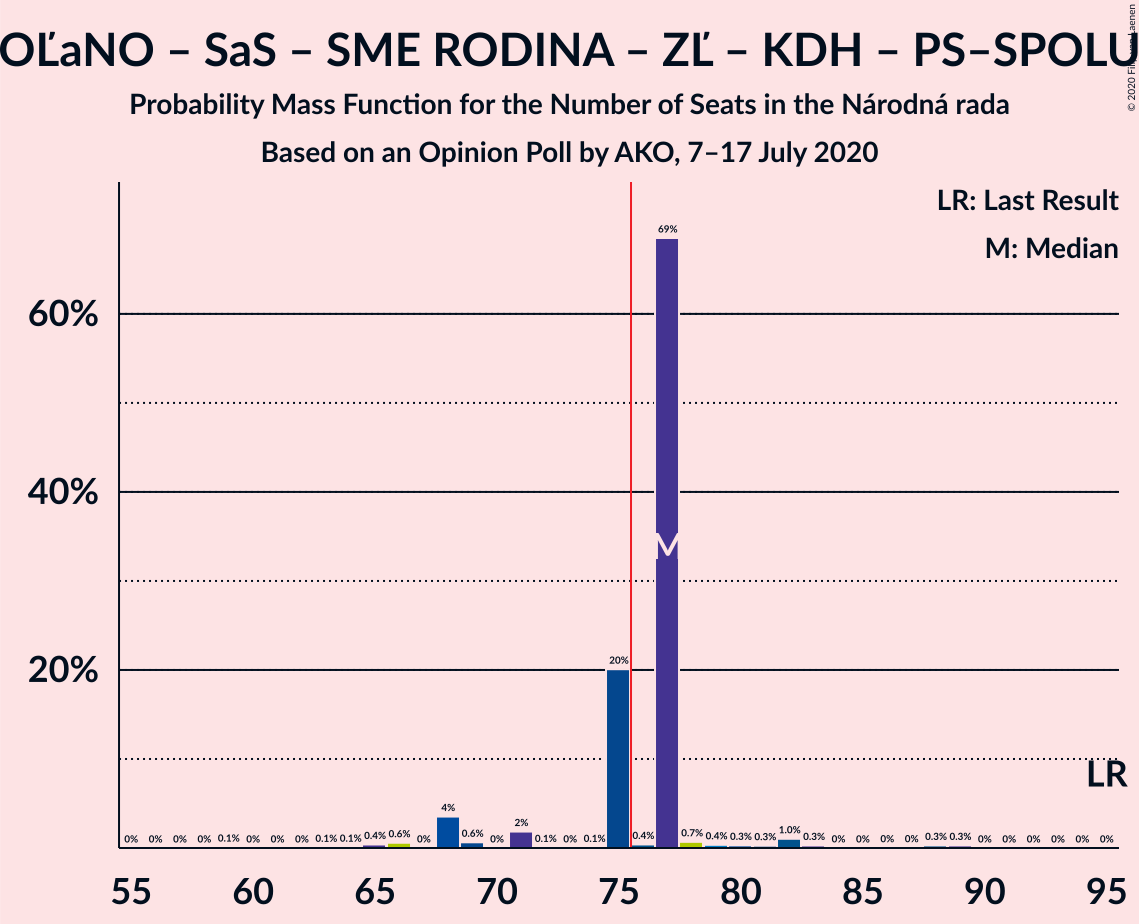 OĽaNO – SaS – SME RODINA – ZĽ – KDH – PS–SPOLU
Probability Mass Function for the Number of Seats in the Národná rada
Based on an Opinion Poll by AKO, 7–17 July 2020
© 2020 Filip van Laenen
LR: Last Result
M: Median
69%
60%
M
40%
20%
20%
LR
4%
2%
0% 0% 0% 0% 0.1% 0% 0% 0% 0.1% 0.1% 0.4% 0.6% 0% 0.6% 0% 0.1% 0% 0.1% 0.4% 0.7% 0.4% 0.3% 0.3% 1.0% 0.3% 0% 0% 0% 0% 0.3% 0.3% 0% 0% 0% 0% 0% 0%
55 60 65 70 75 80 85 90 95